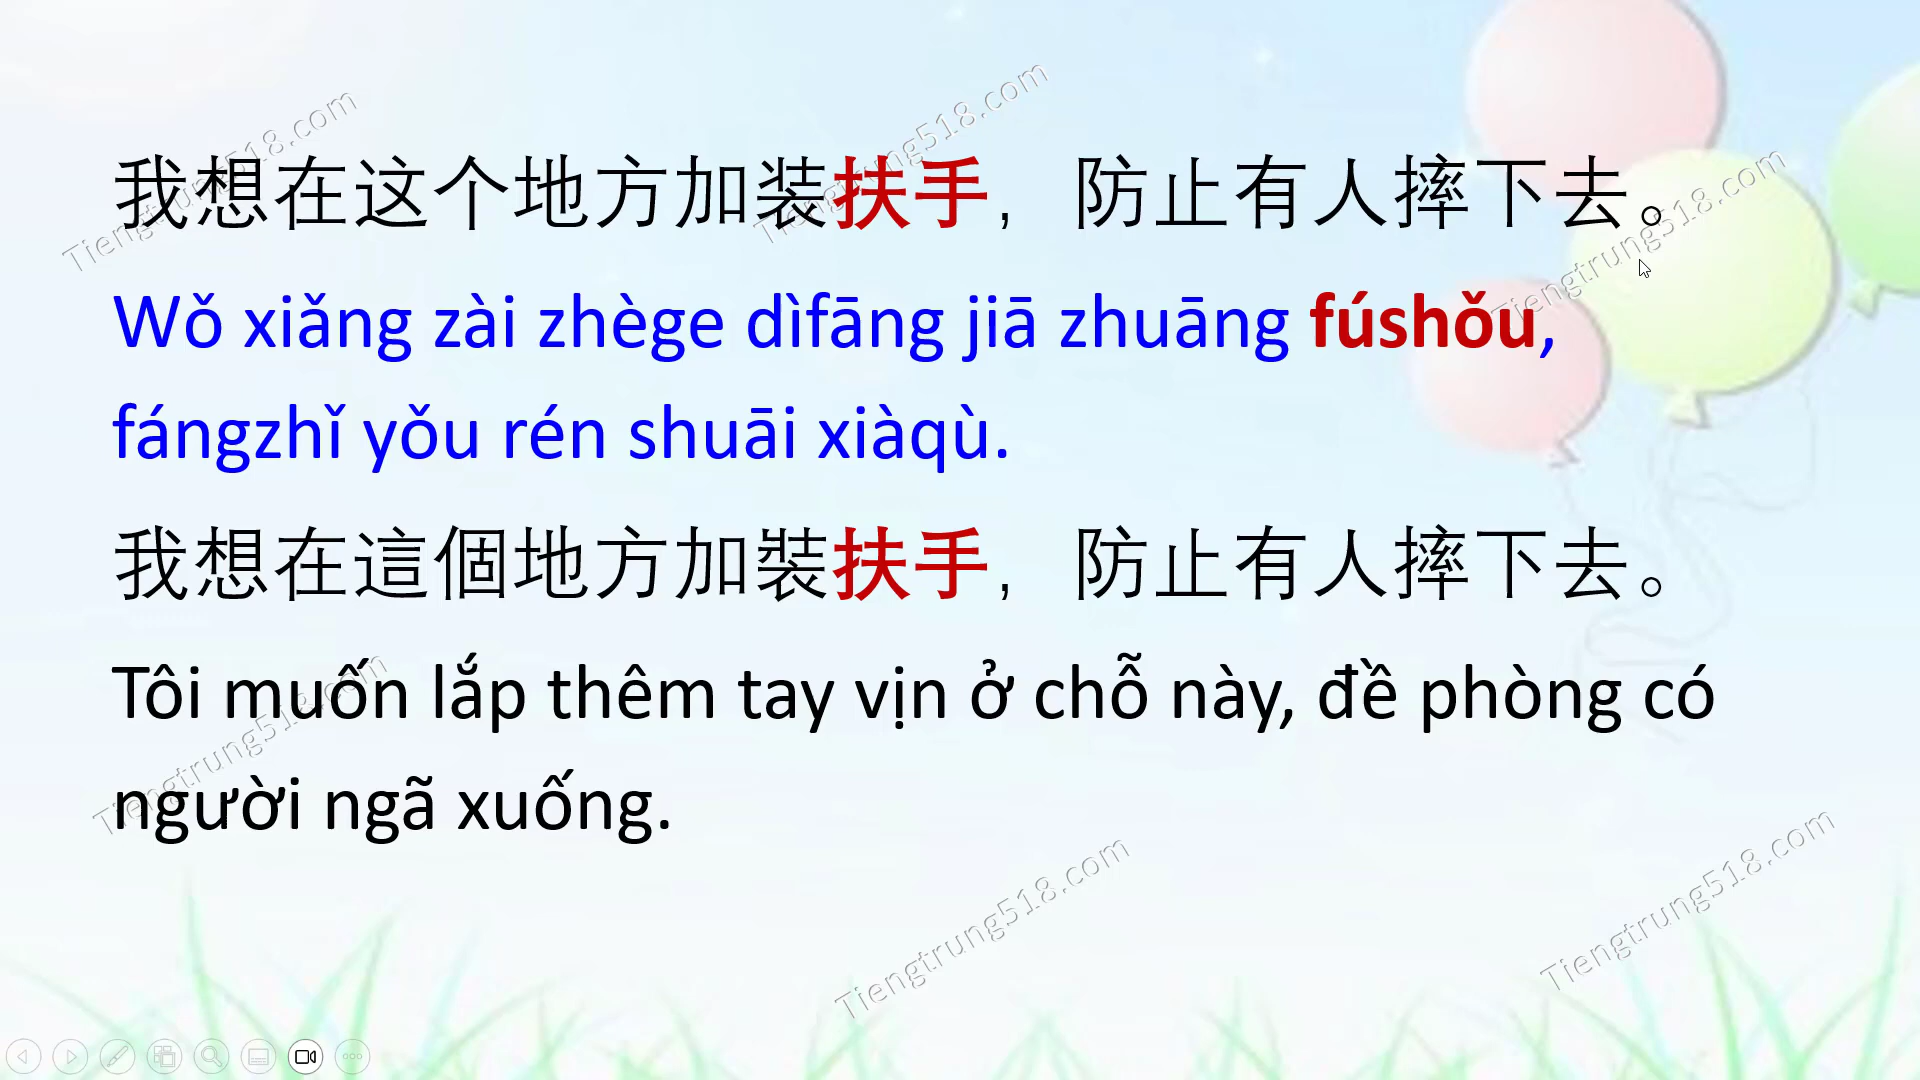 我想在这个地方加装扶手，防止有人摔下去。
Wǒ xiǎng zài zhège dìfāng jiā zhuāng fúshǒu,
fángzhǐ yǒu rén shuāi xiàqù.
我想在這個地方加裝扶手，防止有人摔下去。
Tôi muốn lắp thêm tay vịn ở chỗ này, đề phòng có
người ngã xuống.
Tiengtrung518.com
Tiengtrung518.com
Tiengtrung518.com
Tiengtrung518.com
Tiengtrung518.com
Tiengtrung518.com